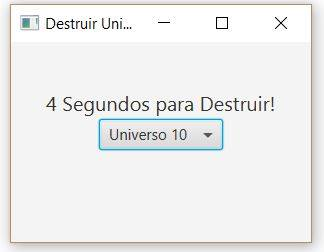 Destruir Uni...
4 Segundos para Destruir!
Universo 10